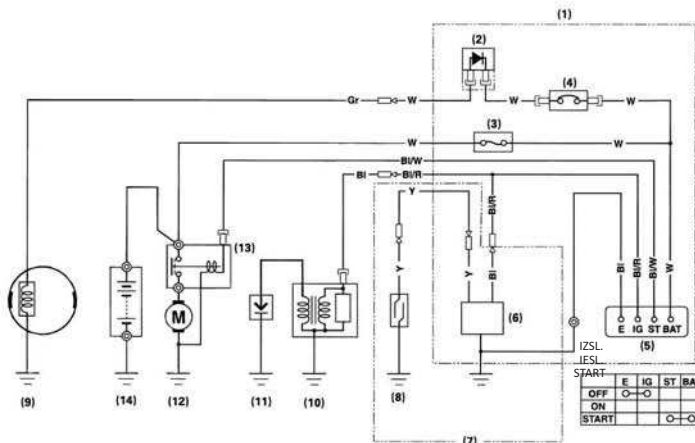 (1)
(2)
Gr W W (4) W
(3)
W W
Bl/W
Bl Bl/R
Y Bl/R
(13)
Y Y Bl Bl Bl/R Bl/W W
M (6) E IG ST BAT
(5)
IZSL.
IESL.
START
(9) (14) (12) (11) (10) (8)
E IG ST BA
OFF
ON
START
(7)